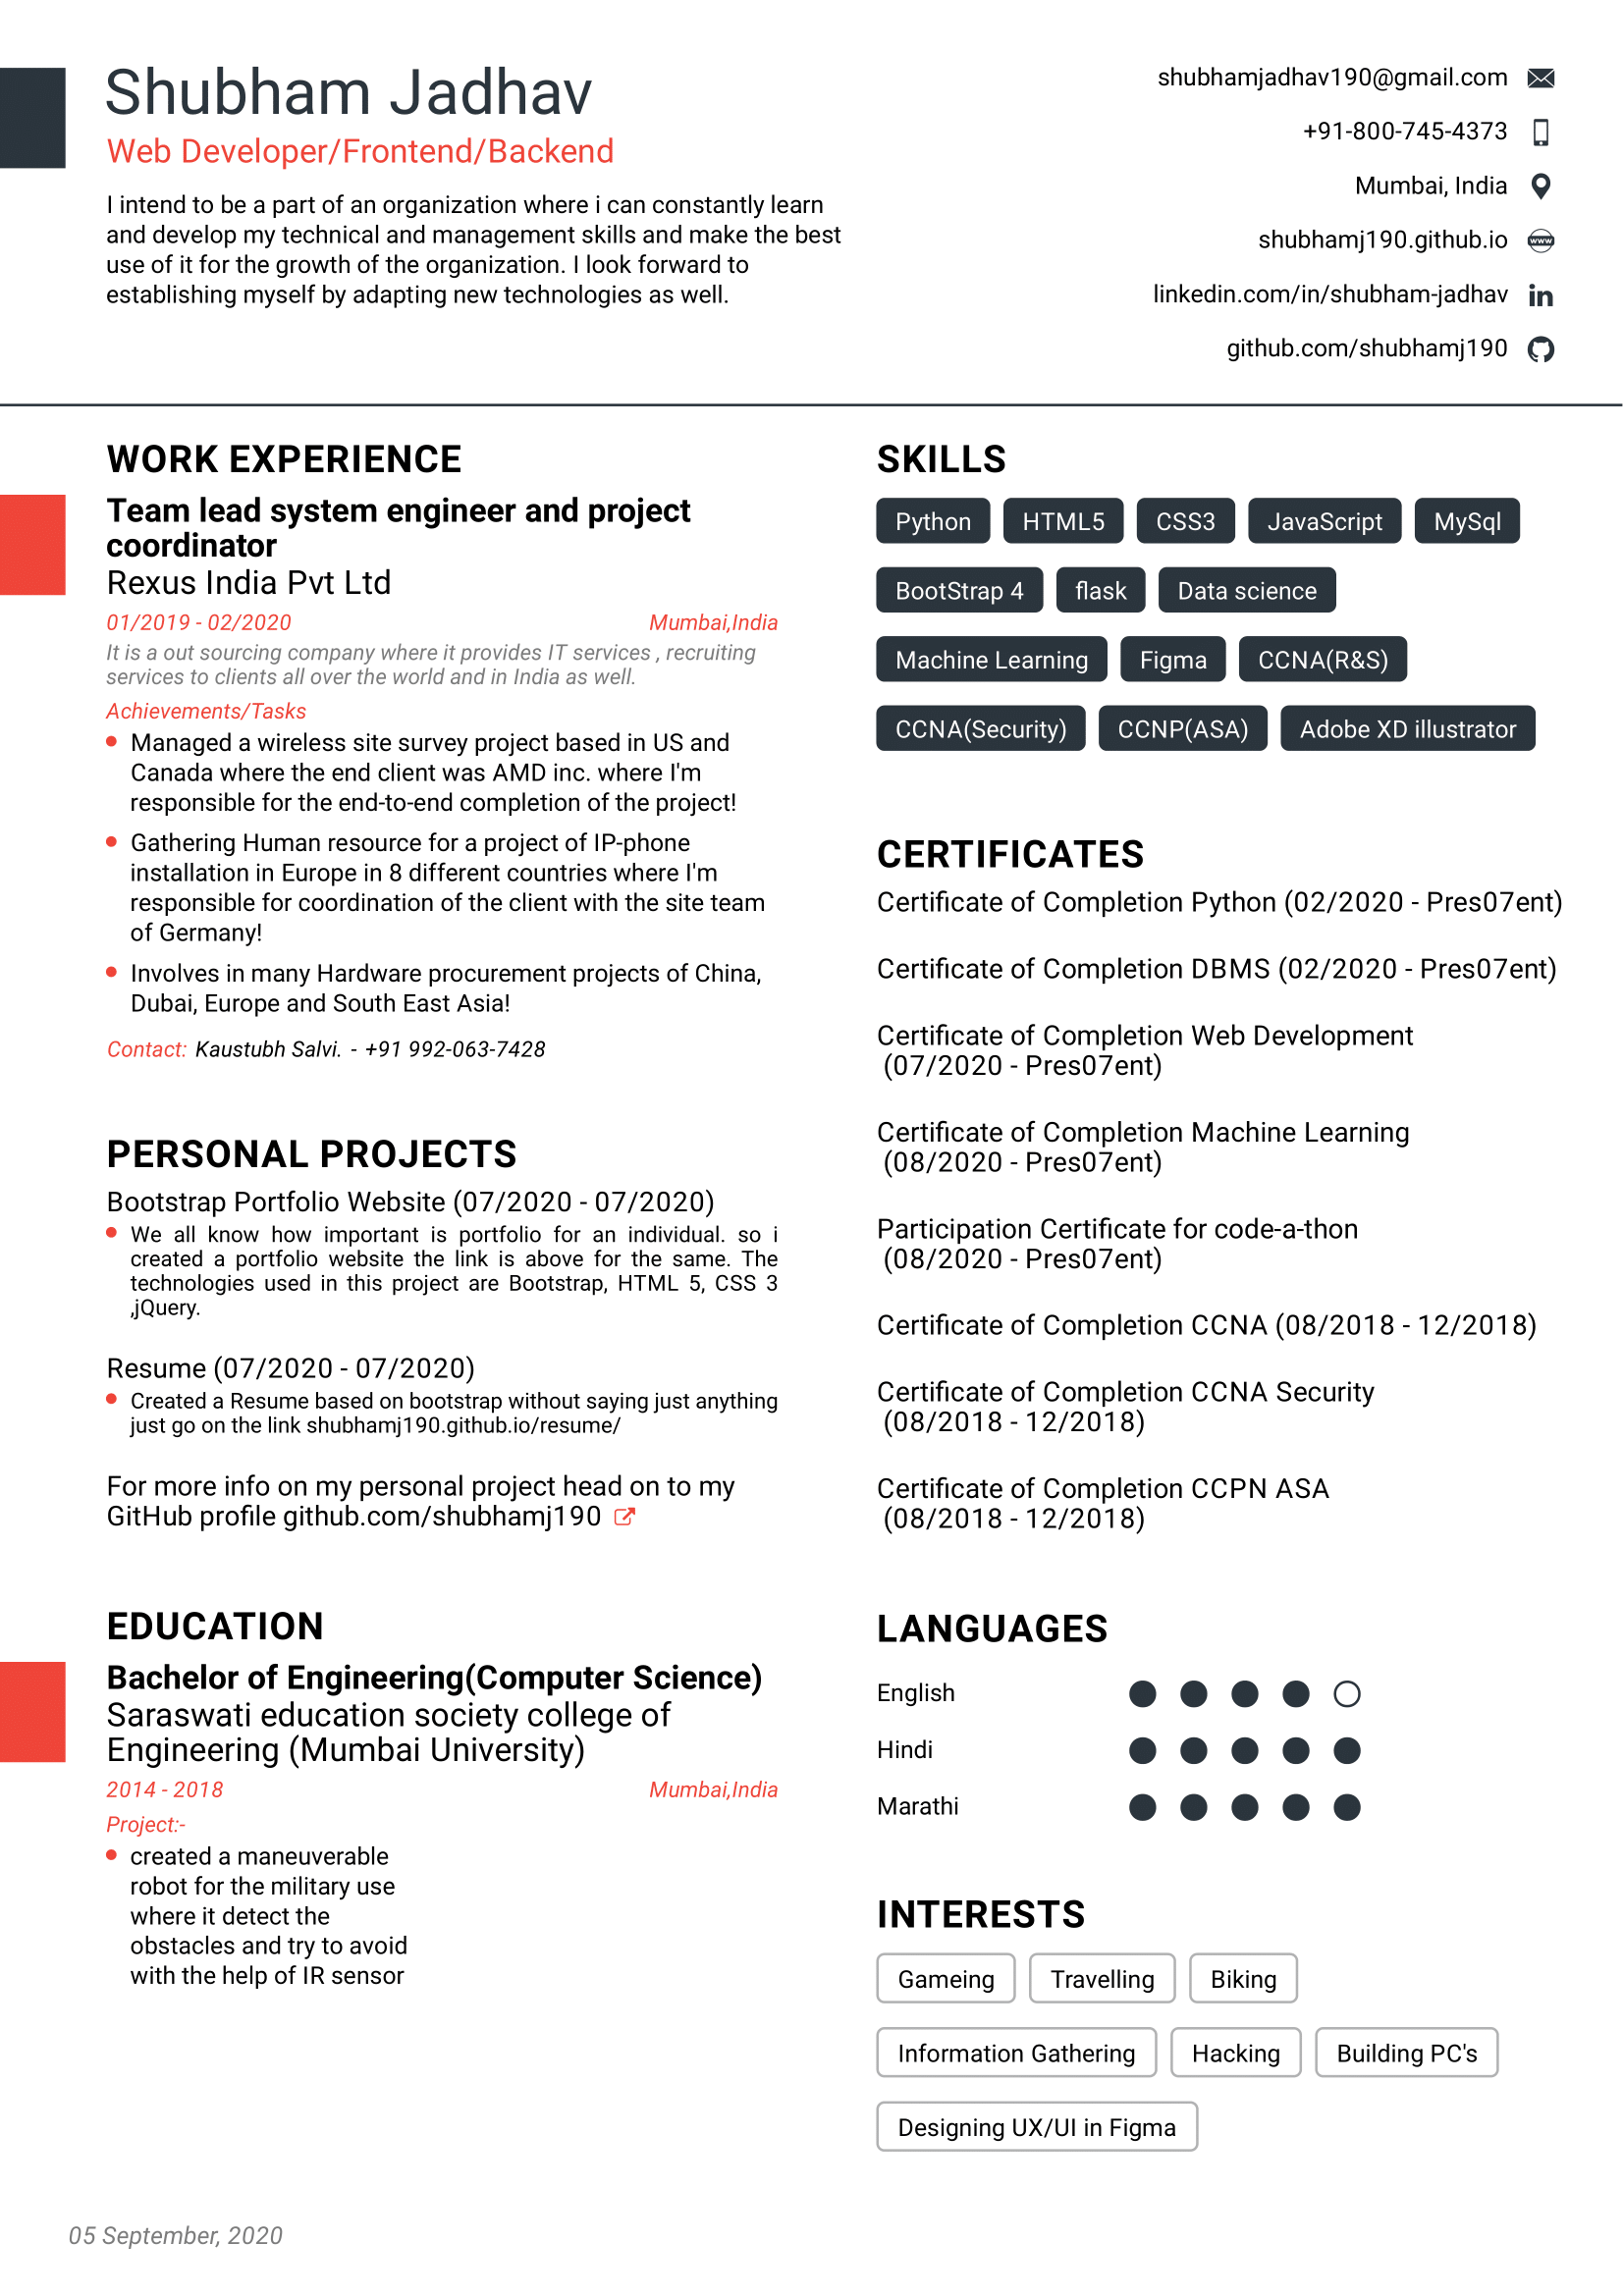 Shubham Jadhav
Web Developer/Frontend/Backend
I intend to be a part of an organization where i can constantly learn
and develop my technical and management skills and make the best
use of it for the growth of the organization. I look forward to
establishing myself by adapting new technologies as well.
shubhamjadhav190@gmail.com
+91-800-745-4373
Mumbai, India
shubhamj190.github.io
www
linkedin.com/in/shubham-jadhav
in
github.com/shubhamj190
WORK EXPERIENCE
Team lead system engineer and project
coordinator
Rexus India Pvt Ltd
01/2019 - 02/2020 Mumbai,India
It is a out sourcing company where it provides IT services , recruiting
services to clients all over the world and in India as well.
Achievements/Tasks
Managed a wireless site survey project based in US and
Canada where the end client was AMD inc. where I'm
responsible for the end-to-end completion of the project!
Gathering Human resource for a project of IP-phone
installation in Europe in 8 different countries where I'm
responsible for coordination of the client with the site team
of Germany!
Involves in many Hardware procurement projects of China,
Dubai, Europe and South East Asia!
Contact: Kaustubh Salvi. - +91 992-063-7428
PERSONAL PROJECTS
Bootstrap Portfolio Website (07/2020 - 07/2020)
We all know how important is portfolio for an individual. so i
created a portfolio website the link is above for the same. The
technologies used in this project are Bootstrap, HTML 5, CSS 3
,jQuery.
Resume (07/2020 - 07/2020)
Created a Resume based on bootstrap without saying just anything
just go on the link shubhamj190.github.io/resume/
For more info on my personal project head on to my
GitHub profile github.com/shubhamj190
EDUCATION
Bachelor of Engineering(Computer Science)
Saraswati education society college of
Engineering (Mumbai University)
2014 - 2018 Mumbai,India
Project:-
created a maneuverable
robot for the military use
where it detect the
obstacles and try to avoid
with the help of IR sensor
SKILLS
Python HTML5 CSS3 JavaScript MySql
BootStrap 4 flask Data science
Machine Learning Figma CCNA(R&S)
CCNA(Security) CCNP(ASA) Adobe XD illustrator
CERTIFICATES
Certificate of Completion Python (02/2020 - Pres07ent)
Certificate of Completion DBMS (02/2020 - Pres07ent)
Certificate of Completion Web Development
(07/2020 - Pres07ent)
Certificate of Completion Machine Learning
(08/2020 - Pres07ent)
Participation Certificate for code-a-thon
(08/2020 - Pres07ent)
Certificate of Completion CCNA (08/2018 - 12/2018)
Certificate of Completion CCNA Security
(08/2018 - 12/2018)
Certificate of Completion CCPN ASA
(08/2018 - 12/2018)
LANGUAGES
English
Hindi
Marathi
INTERESTS
Gameing Travelling Biking
Information Gathering Hacking Building PC's
Designing UX/UI in Figma
05 September, 2020